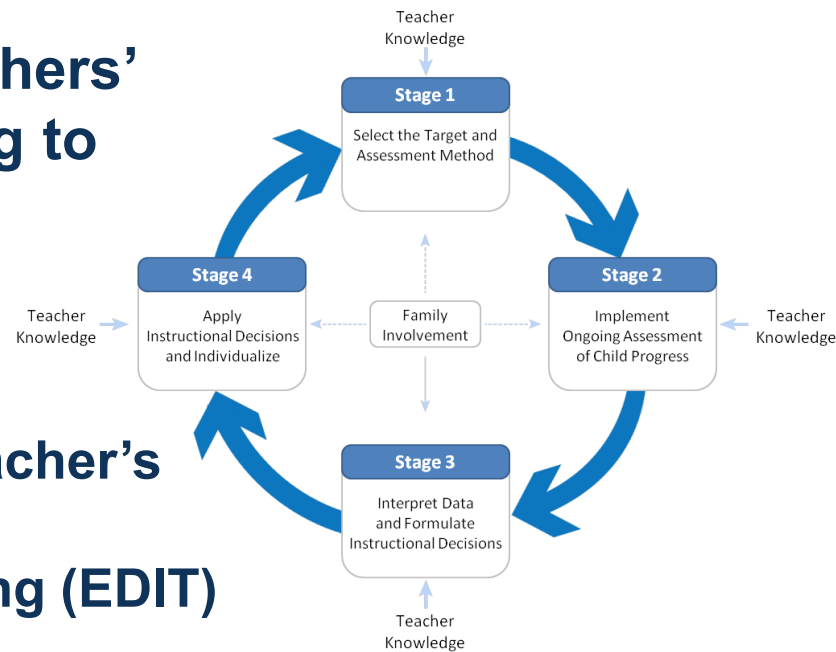 hers’
g to
acher’s
ng (EDIT)
Teacher
Knowledge
Stage 1
Select the Target and
Assessment Method
Stage 4
Apply
Instructional Decisions
and Individualize
Teacher
Knowledge
Family
Involvement
Stage 2
Implement
Ongoing Assessment
of Child Progress
Teacher
Knowledge
Stage 3
Interpret Data
and Formulate
Instructional Decisions
Teacher
Knowledge